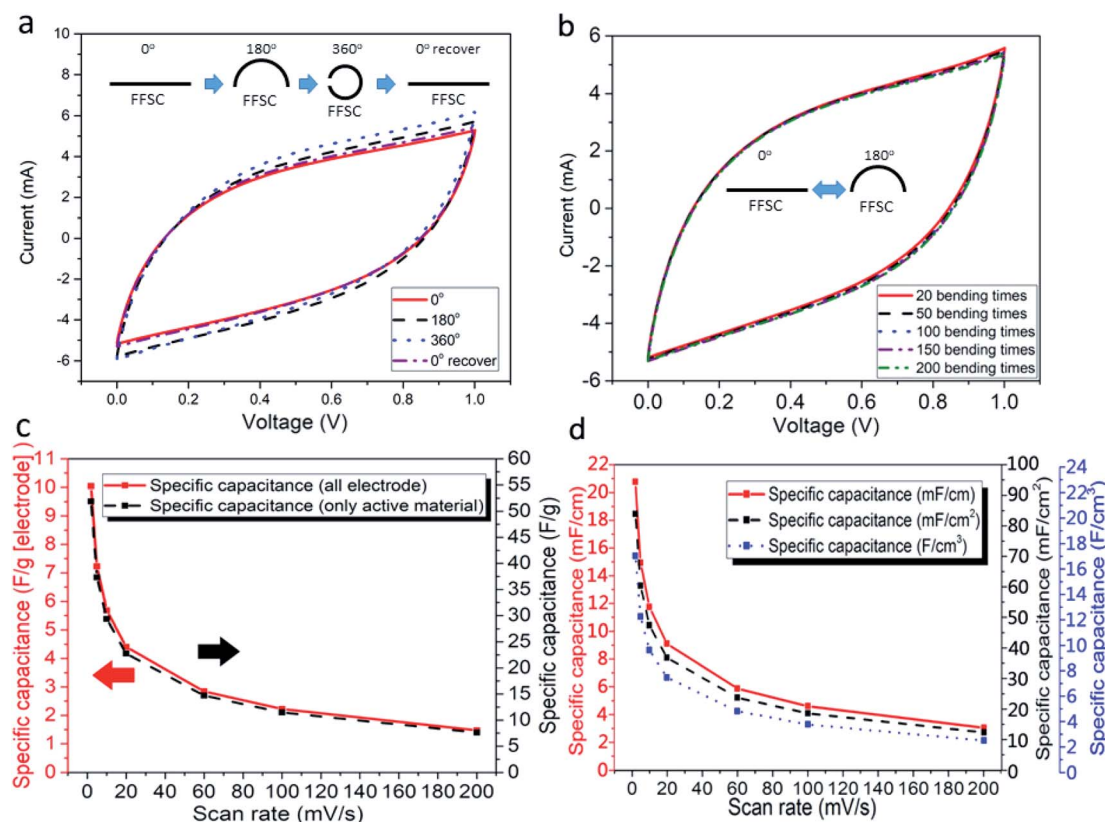 a
0° 180° 360° 0° recover
FFSC FFSC FFSC FFSC
10
8
6
4
2
0
-2
-4
-6
Current (mA)
0.0 0.2 0.4 0.6 0.8 1.0
Voltage (V)
0°
180°
360°
0° recover
b
6
4
2
0
-2
-4
-6
Current (mA)
0° 180°
FFSC FFSC
20 bending times
50 bending times
100 bending times
150 bending times
200 bending times
0.0 0.2 0.4 0.6 0.8 1.0
Voltage (V)
c
Specific capacitance (F/g [electrode] )
11
10
9
8
7
6
5
4
3
2
1
0
Specific capacitance (all electrode)
Specific capacitance (only active material)
60
55
50
45
40
35
30
25
20
15
10
5
0
Specific capacitance (F/g)
0 20 40 60 80 100 120 140 160 180 200
Scan rate (mV/s)
d
Specific capacitance (mF/cm)
22
20
18
16
14
12
10
8
6
4
2
0
Specific capacitance (mF/cm)
Specific capacitance (mF/cm²)
Specific capacitance (F/cm³)
100
90
80
70
60
50
40
30
20
10
0
Specific capacitance (mF/cm²)
24
22
20
18
16
14
12
10
8
6
4
2
0
Specific capacitance (F/cm³)
0 20 40 60 80 100 120 140 160 180 200
Scan rate (mV/s)